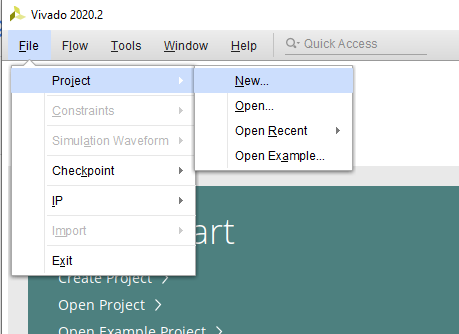 Vivado 2020.2
File Flow Tools Window Help Quick Access
Project
Constraints
Simulation Waveform
Checkpoint
IP
Import
Exit
New...
Open...
Open Recent
Open Example...
art
Create Project
Open Project
Open Example Project